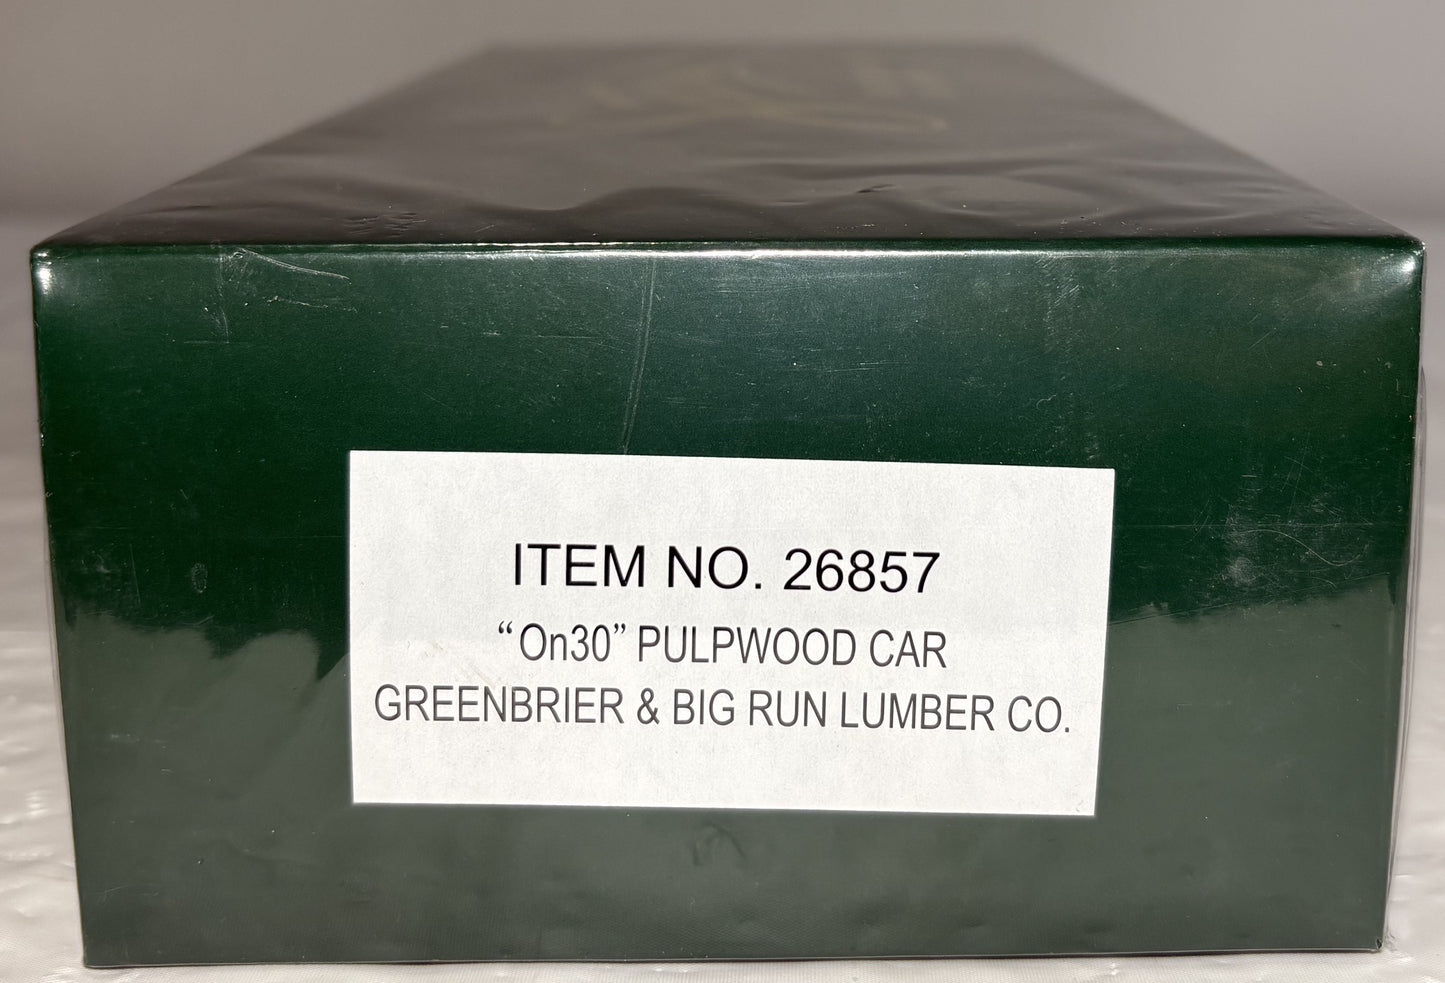 ITEM NO. 26857
“On30” PULPWOOD CAR
GREENBRIER & BIG RUN LUMBER CO.